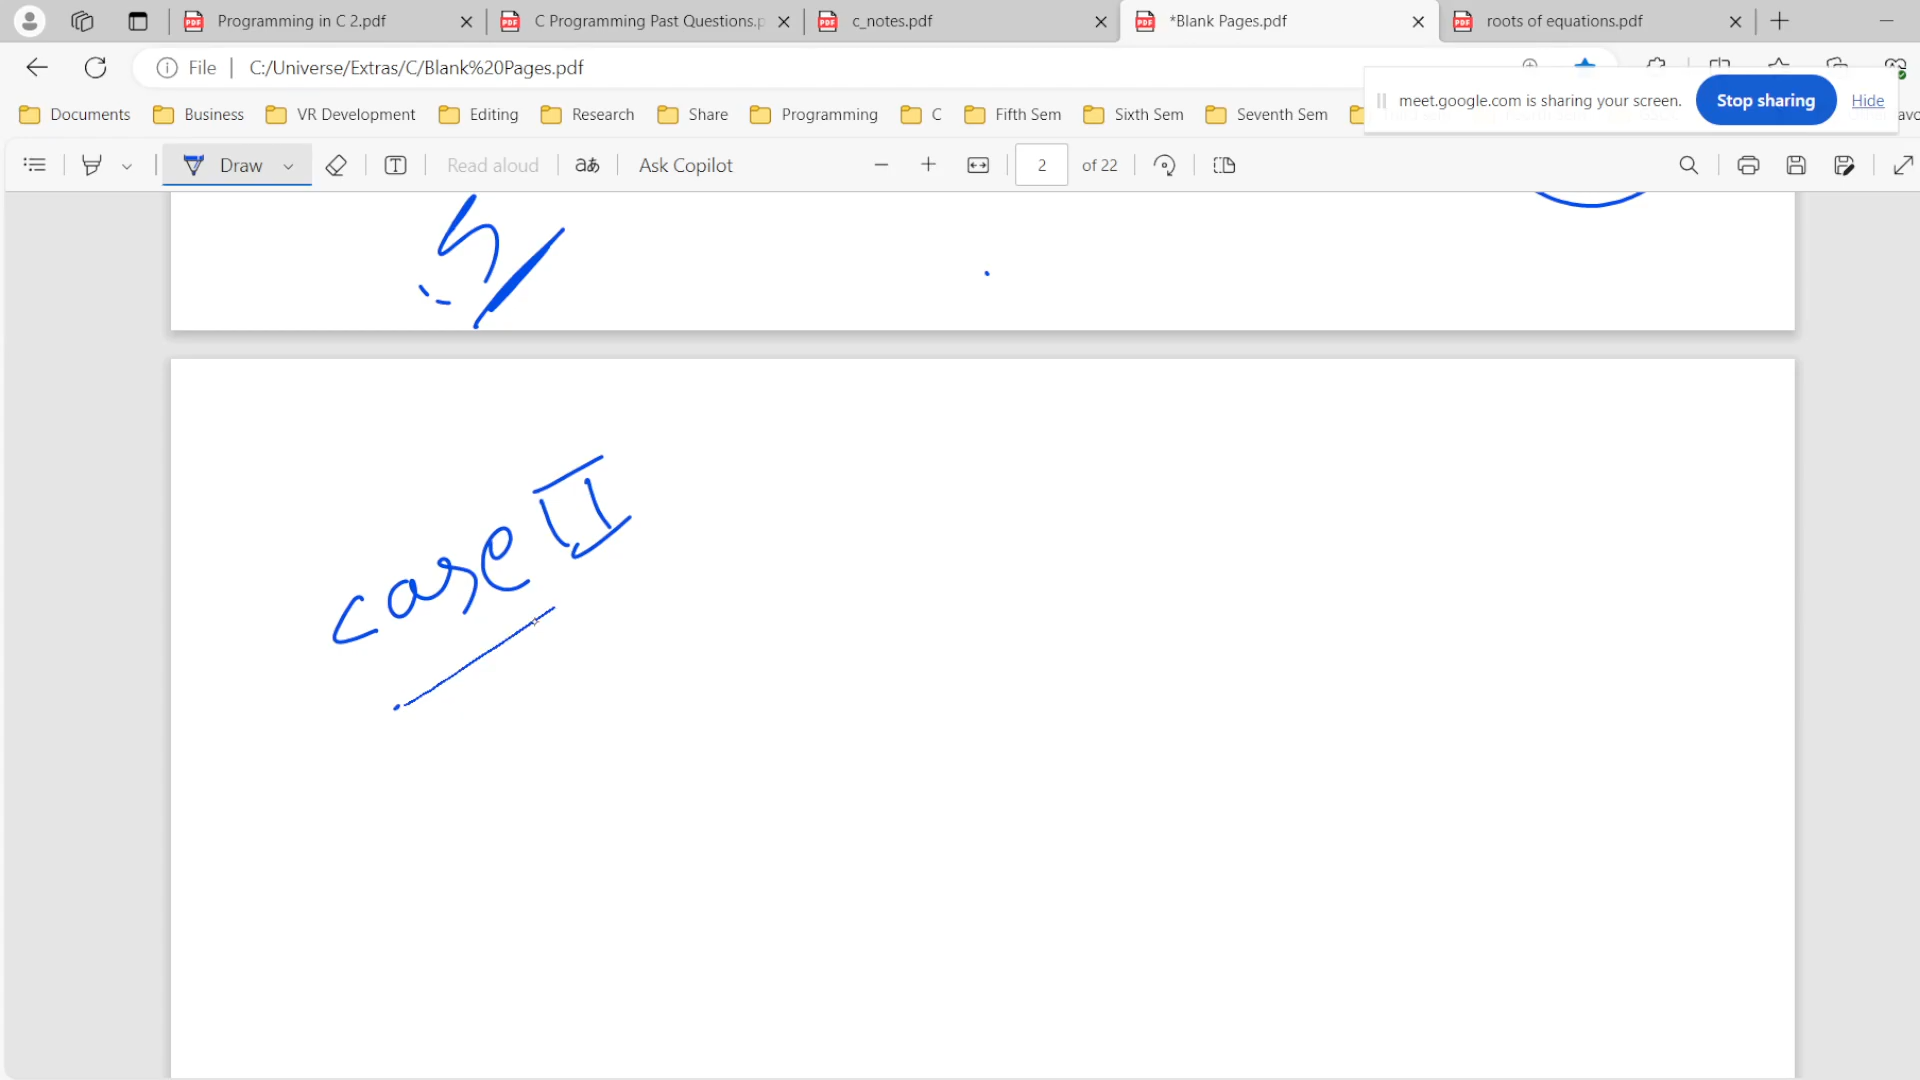 Programming in C 2.pdf
C Programming Past Questions.p
c_notes.pdf
*Blank Pages.pdf
roots of equations.pdf
File
C:/Universe/Extras/C/Blank%20Pages.pdf
meet.google.com is sharing your screen.
Stop sharing
Hide
Documents
Business
VR Development
Editing
Research
Share
Programming
C
Fifth Sem
Sixth Sem
Seventh Sem
Draw
Read aloud
Ask Copilot
2
of 22
case II